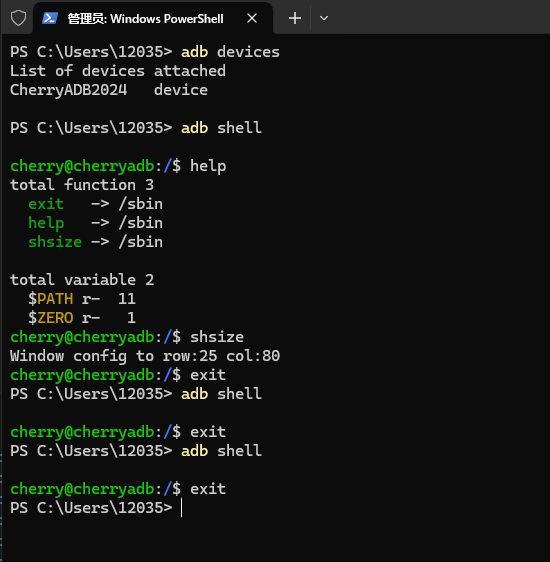 管理员: Windows PowerShell
PS C:\Users\12035> adb devices
List of devices attached
CherryADB2024   device

PS C:\Users\12035> adb shell

cherry@cherryadb:/$ help
total function 3
  exit   -> /sbin
  help   -> /sbin
  shsize -> /sbin

total variable 2
  $PATH r-  11
  $ZERO r-   1
cherry@cherryadb:/$ shsize
Window config to row:25 col:80
cherry@cherryadb:/$ exit
PS C:\Users\12035> adb shell

cherry@cherryadb:/$ exit
PS C:\Users\12035> adb shell

cherry@cherryadb:/$ exit
PS C:\Users\12035>